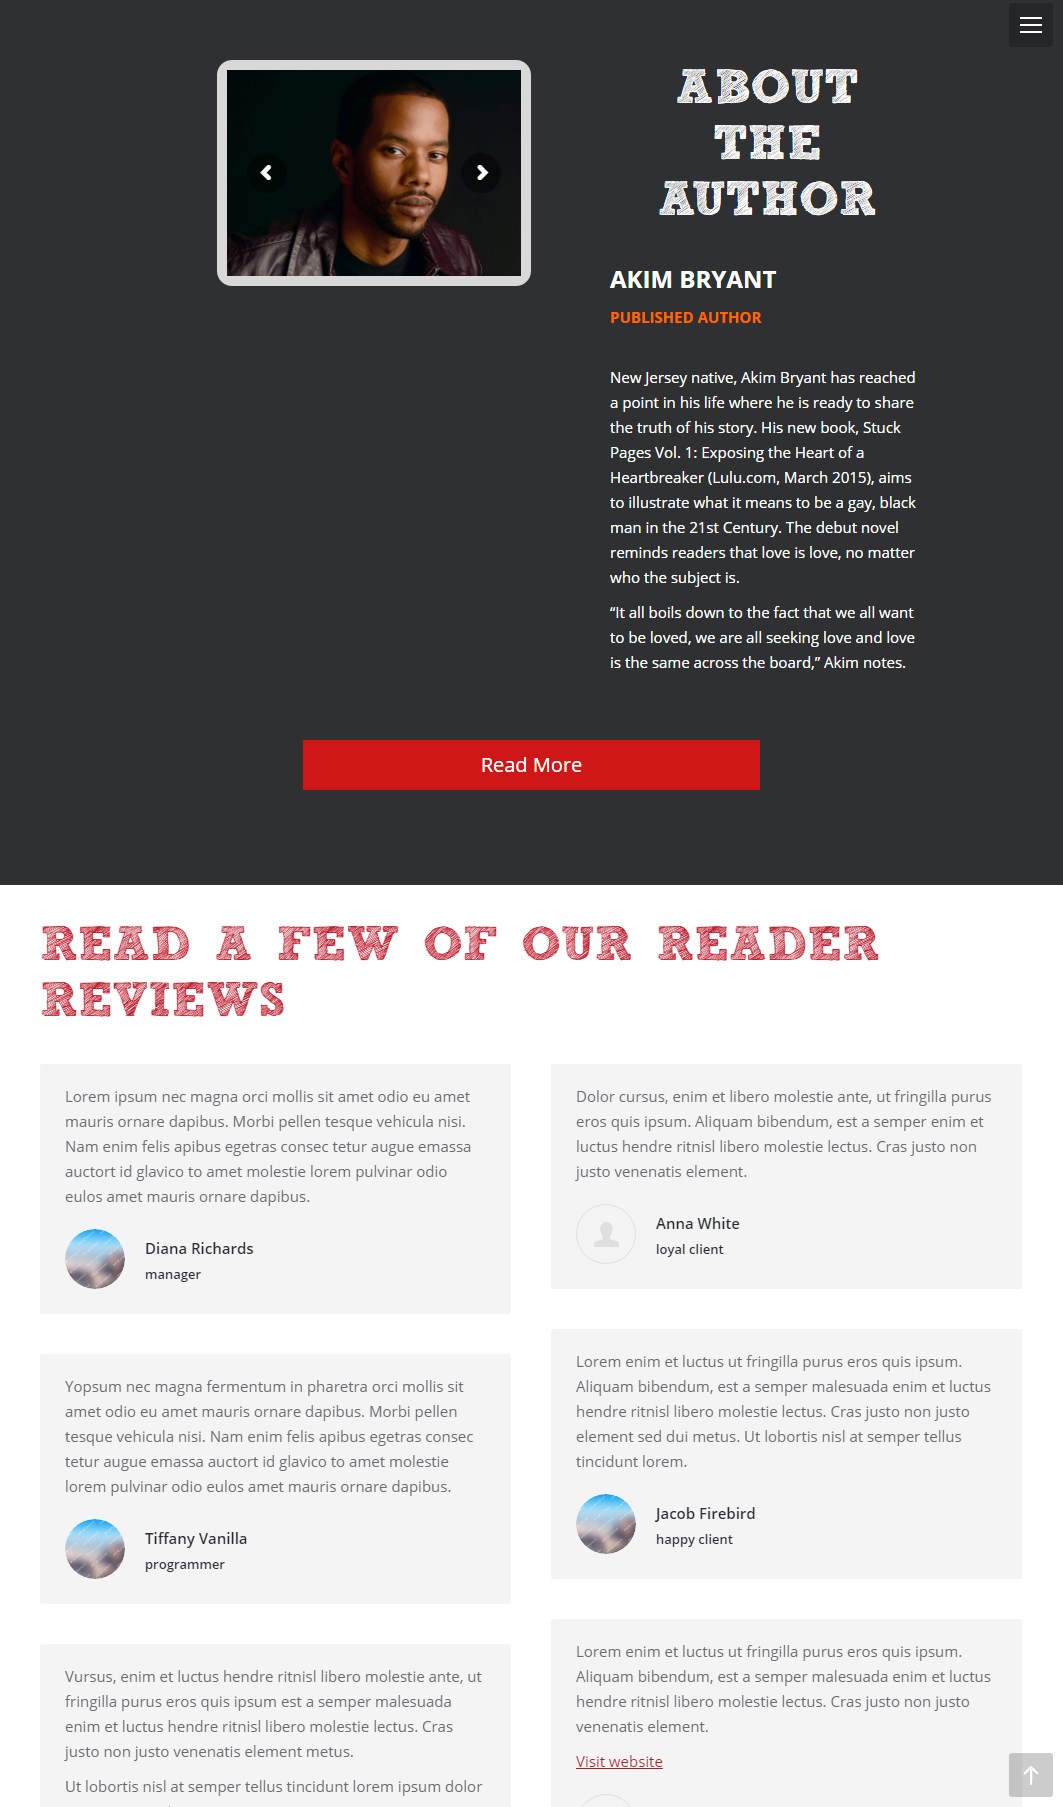 ABOUT
THE
AUTHOR
AKIM BRYANT
PUBLISHED AUTHOR
New Jersey native, Akim Bryant has reached
a point in his life where he is ready to share
the truth of his story. His new book, Stuck
Pages Vol. 1: Exposing the Heart of a
Heartbreaker (Lulu.com, March 2015), aims
to illustrate what it means to be a gay, black
man in the 21st Century. The debut novel
reminds readers that love is love, no matter
who the subject is.
“It all boils down to the fact that we all want
to be loved, we are all seeking love and love
is the same across the board,” Akim notes.
Read More
READ A FEW OF OUR READER
REVIEWS
Lorem ipsum nec magna orci mollis sit amet odio eu amet
mauris ornare dapibus. Morbi pellen tesque vehicula nisi.
Nam enim felis apibus egetras consec tetur augue emassa
auctort id glavico to amet molestie lorem pulvinar odio
eulos amet mauris ornare dapibus.
Diana Richards
manager
Yopsum nec magna fermentum in pharetra orci mollis sit
amet odio eu amet mauris ornare dapibus. Morbi pellen
tesque vehicula nisi. Nam enim felis apibus egetras consec
tetur augue emassa auctort id glavico to amet molestie
lorem pulvinar odio eulos amet mauris ornare dapibus.
Tiffany Vanilla
programmer
Vursus, enim et luctus hendre ritnisl libero molestie ante, ut
fringilla purus eros quis ipsum est a semper malesuada
enim et luctus hendre ritnisl libero molestie lectus. Cras
justo non justo venenatis element metus.
Ut lobortis nisl at semper tellus tincidunt lorem ipsum dolor
Dolor cursus, enim et libero molestie ante, ut fringilla purus
eros quis ipsum. Aliquam bibendum, est a semper enim et
luctus hendre ritnisl libero molestie lectus. Cras justo non
justo venenatis element.
Anna White
loyal client
Lorem enim et luctus ut fringilla purus eros quis ipsum.
Aliquam bibendum, est a semper malesuada enim et luctus
hendre ritnisl libero molestie lectus. Cras justo non justo
element sed dui metus. Ut lobortis nisl at semper tellus
tincidunt lorem.
Jacob Firebird
happy client
Lorem enim et luctus ut fringilla purus eros quis ipsum.
Aliquam bibendum, est a semper malesuada enim et luctus
hendre ritnisl libero molestie lectus. Cras justo non justo
venenatis element.
Visit website